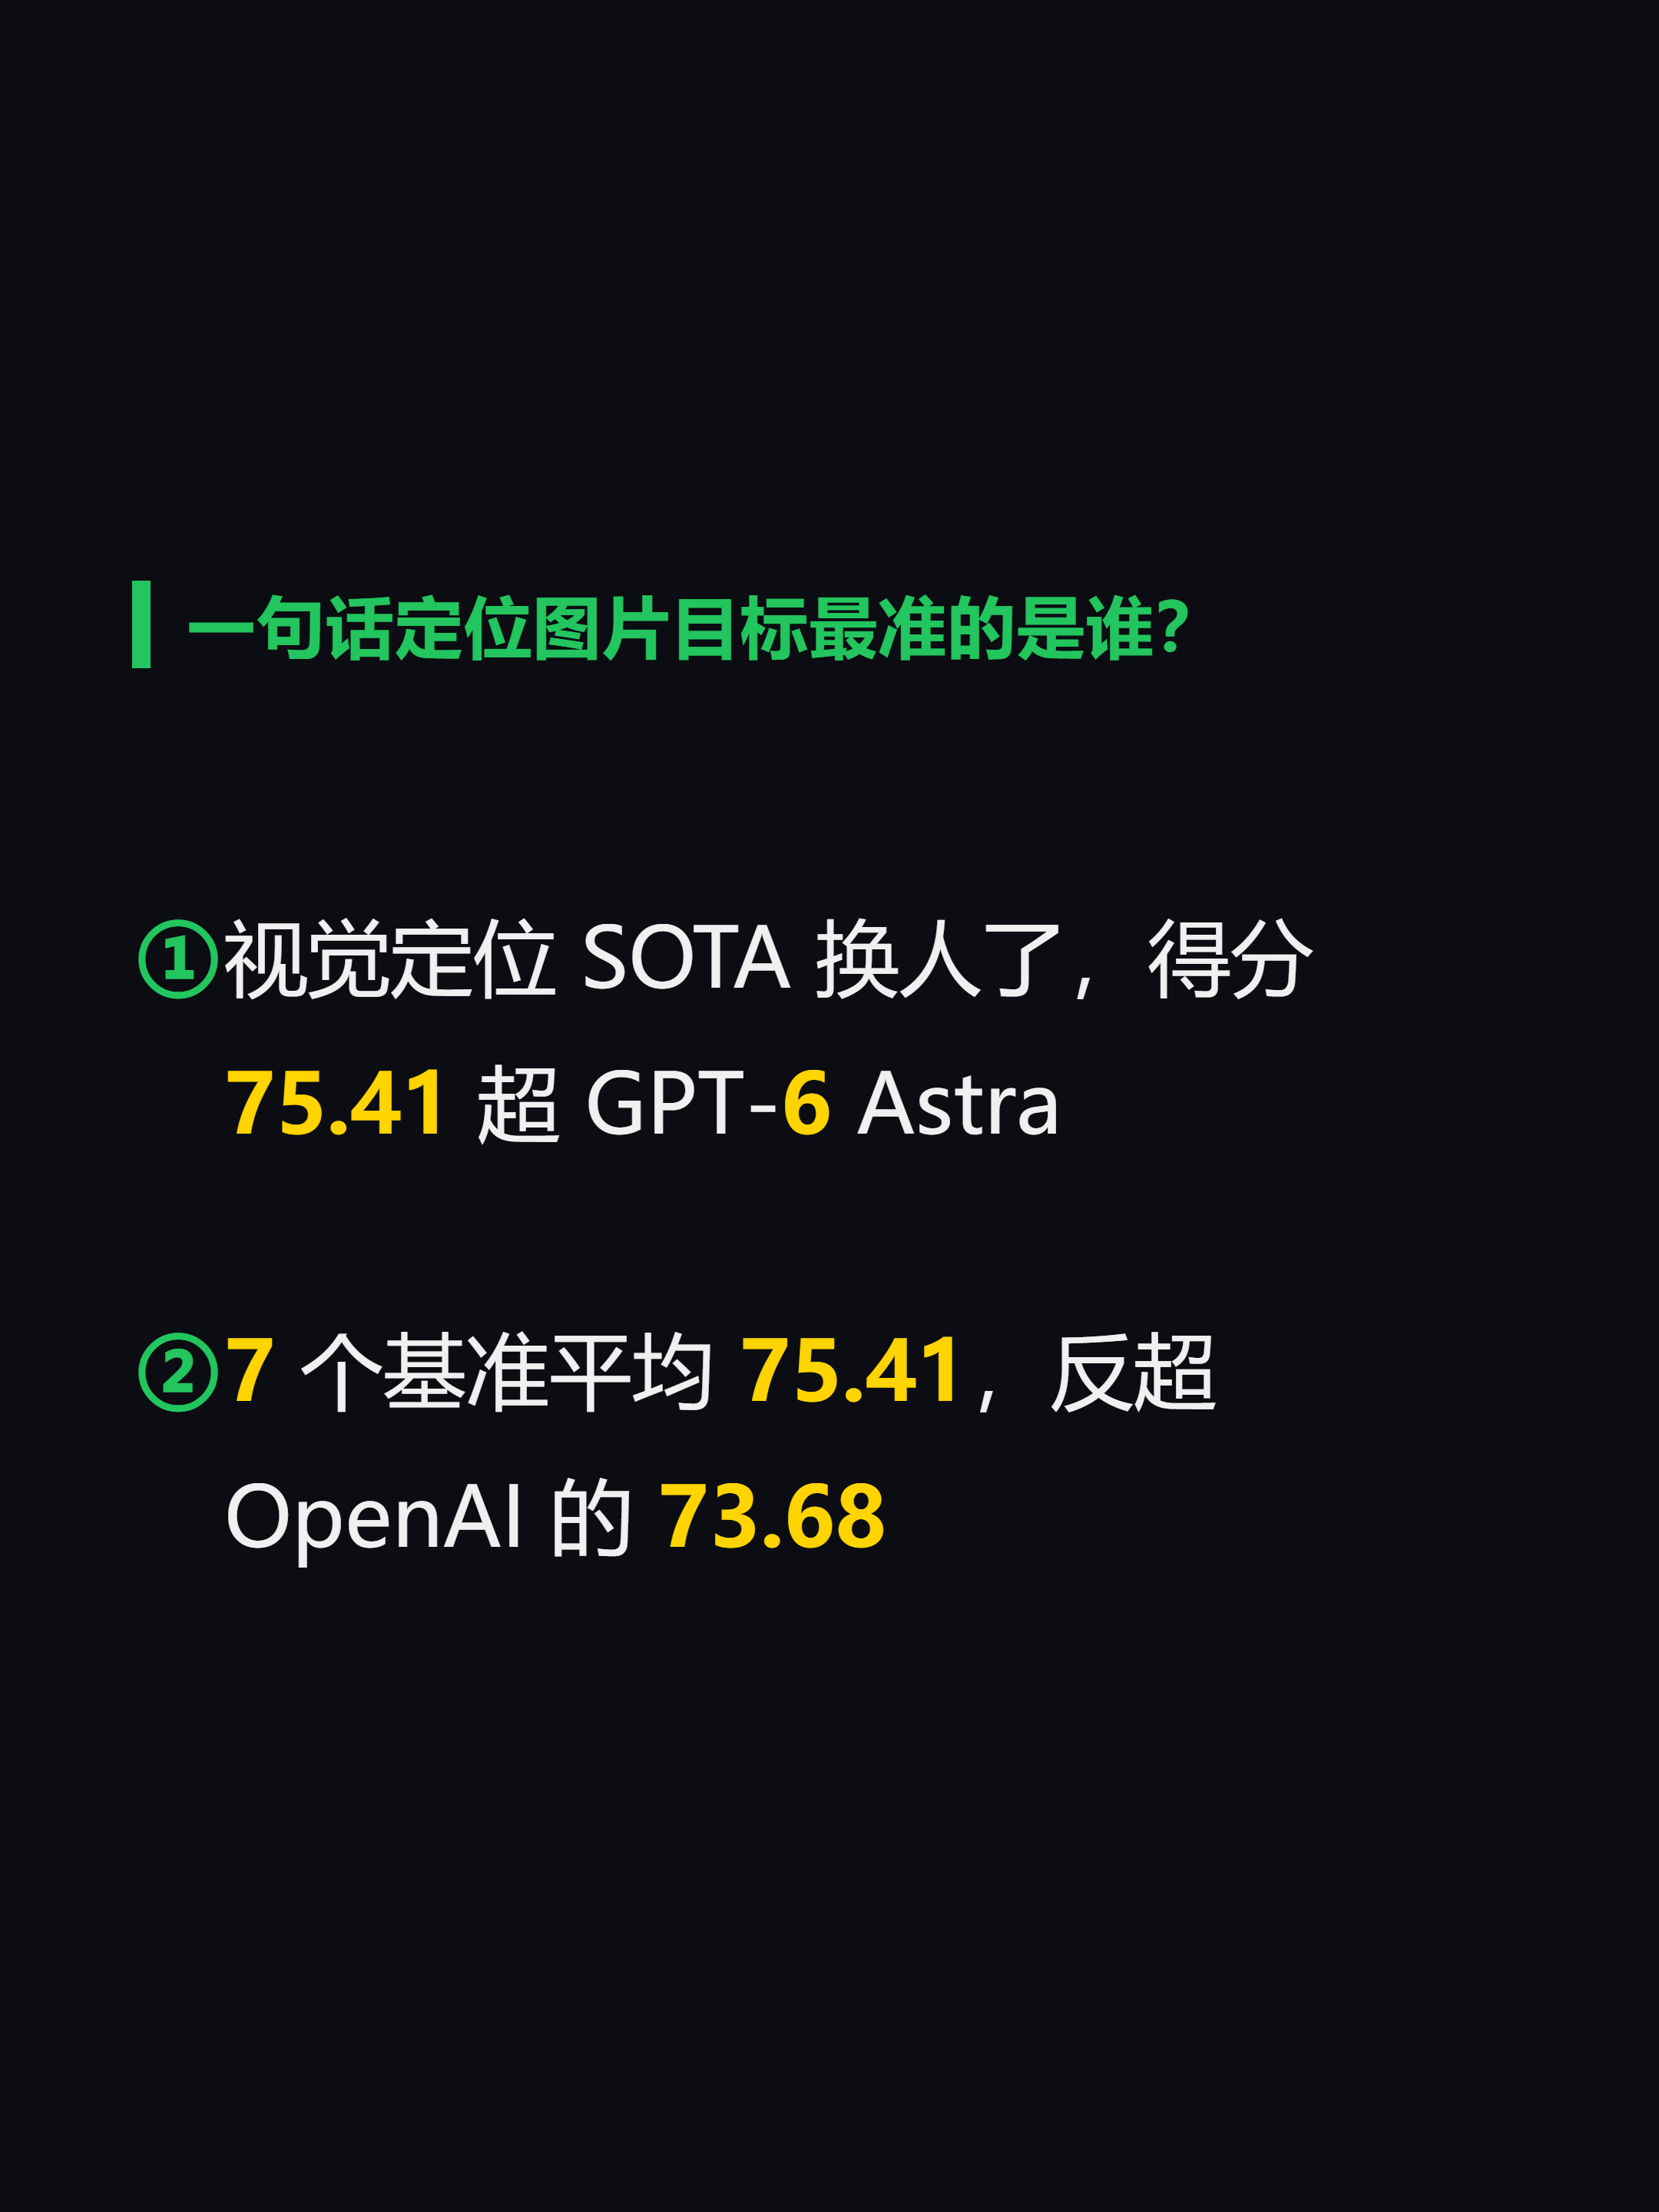 一句话定位图片目标最准的是谁?
①视觉定位 SOTA 换人了，得分
75.41 超 GPT-6 Astra
②7 个基准平均 75.41，反超
OpenAI 的 73.68